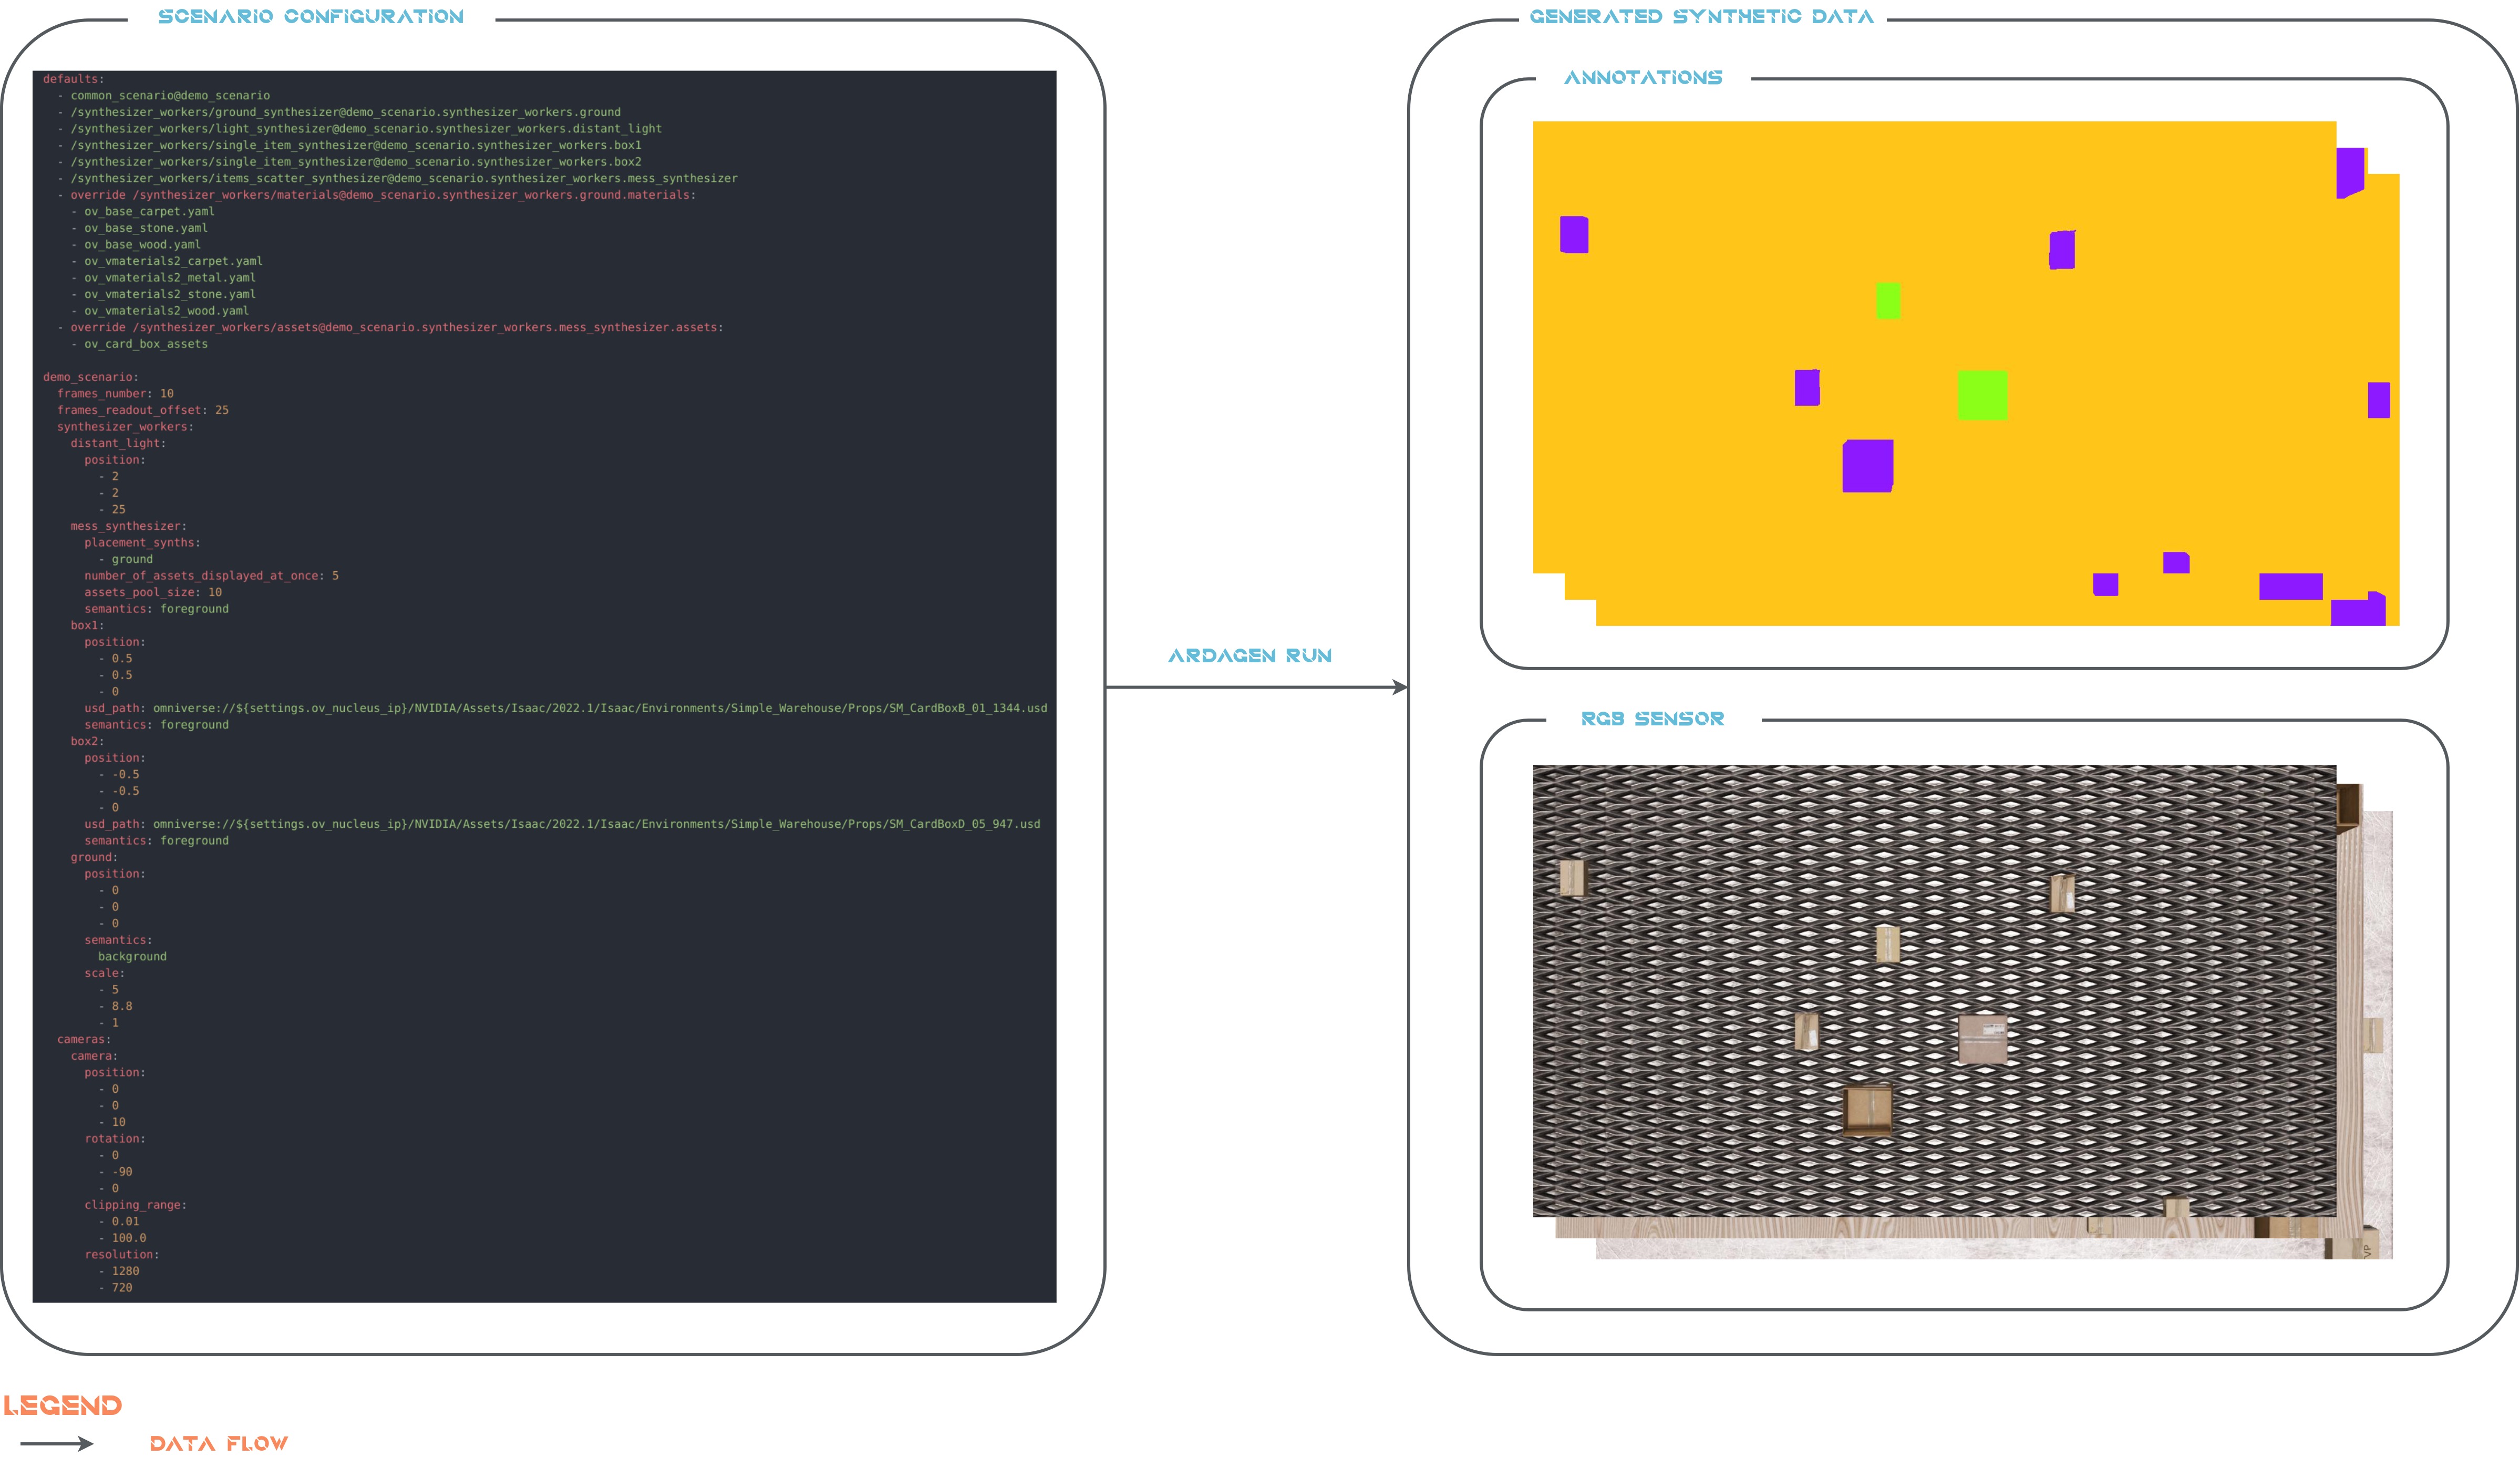 SCENARIO CONFIGURATION
defaults:
- common_scenario@demo_scenario
- /synthesizer_workers/ground_synthesizer@demo_scenario.synthesizer_workers.ground
- /synthesizer_workers/light_synthesizer@demo_scenario.synthesizer_workers.distant_light
- /synthesizer_workers/single_item_synthesizer@demo_scenario.synthesizer_workers.box1
- /synthesizer_workers/single_item_synthesizer@demo_scenario.synthesizer_workers.box2
- /synthesizer_workers/items_scatter_synthesizer@demo_scenario.synthesizer_workers.mess_synthesizer
- override /synthesizer_workers/materials@demo_scenario.synthesizer_workers.ground.materials:
- ov_base_carpet.yaml
- ov_base_stone.yaml
- ov_base_wood.yaml
- ov_vmaterials2_carpet.yaml
- ov_vmaterials2_metal.yaml
- ov_vmaterials2_stone.yaml
- ov_vmaterials2_wood.yaml
- override /synthesizer_workers/assets@demo_scenario.synthesizer_workers.mess_synthesizer.assets:
- ov_card_box_assets
demo_scenario:
frames_number: 10
frames_readout_offset: 25
synthesizer_workers:
distant_light:
position:
- 2
- 2
- 25
mess_synthesizer:
placement_synths:
- ground
number_of_assets_displayed_at_once: 5
assets_pool_size: 10
semantics: foreground
box1:
position:
- 0.5
- 0.5
- 0
usd_path: omniverse://${settings.ov_nucleus_ip}/NVIDIA/Assets/Isaac/2022.1/Isaac/Environments/Simple_Warehouse/Props/SM_CardBoxB_01_1344.usd
semantics: foreground
box2:
position:
- -0.5
- -0.5
- 0
usd_path: omniverse://${settings.ov_nucleus_ip}/NVIDIA/Assets/Isaac/2022.1/Isaac/Environments/Simple_Warehouse/Props/SM_CardBoxD_05_947.usd
semantics: foreground
ground:
position:
- 0
- 0
- 0
semantics:
background
scale:
- 5
- 8.8
- 1
cameras:
camera:
position:
- 0
- 0
- 10
rotation:
- 0
- -90
- 0
clipping_range:
- 0.01
- 100.0
resolution:
- 1280
- 720
ARDAGEN RUN
GENERATED SYNTHETIC DATA
ANNOTATIONS
RGB SENSOR
LEGEND
DATA FLOW